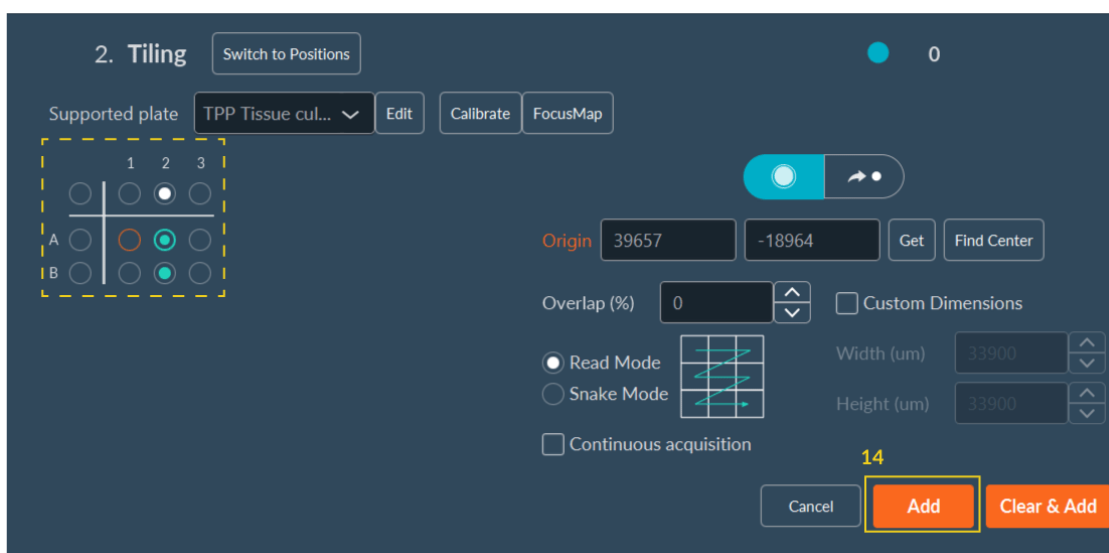 2. Tiling Switch to Positions 0
Supported plate TPP Tissue cul... Edit Calibrate FocusMap
1 2 3
A
B
Origin 39657 -18964 Get Find Center
Overlap (%) 0 Custom Dimensions
Read Mode Width (um) 33900
Snake Mode Height (um) 33900
Continuous acquisition
14
Cancel Add Clear & Add